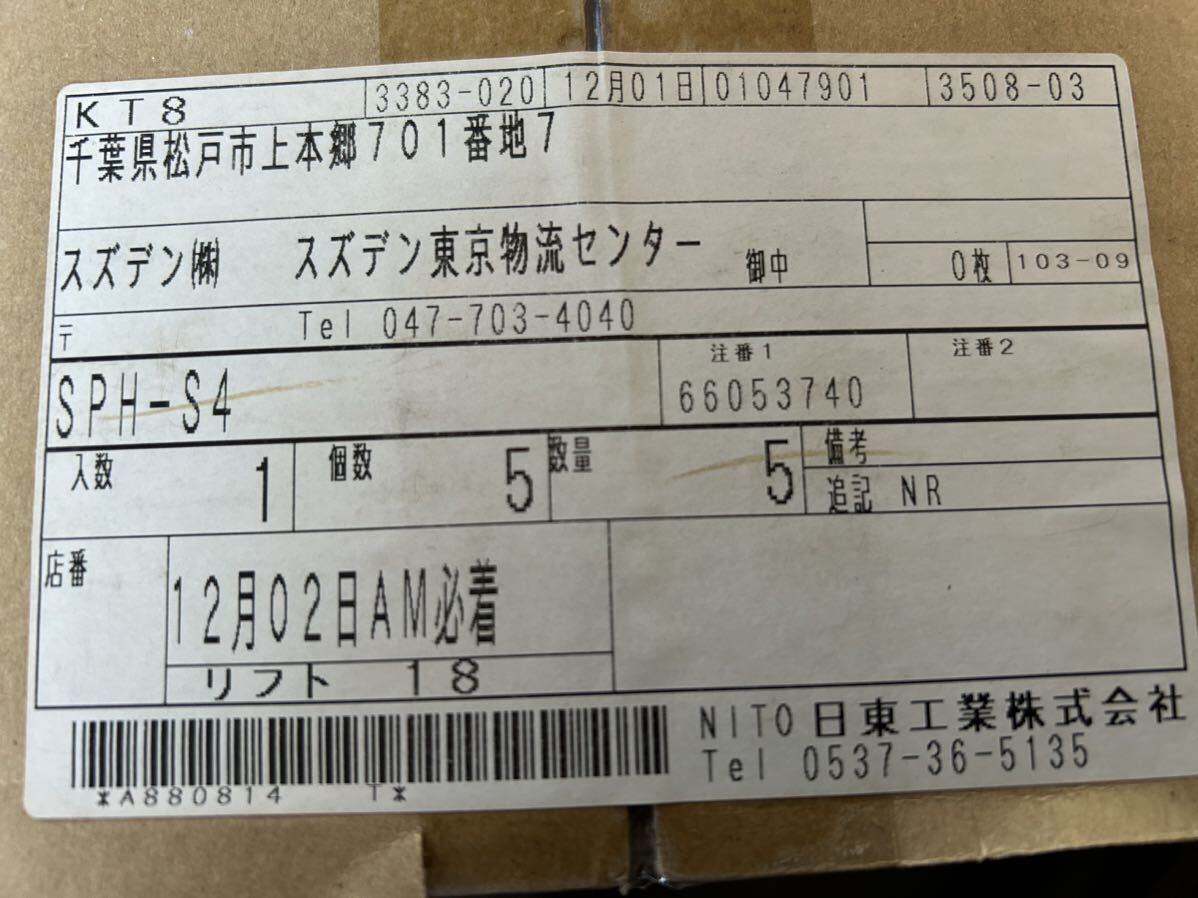 KT8 3383-020 12月01日 01047901 3508-03
千葉県松戸市上本郷701番地7
スズデン㈱ スズデン東京物流センター 御中
0枚 103-09
〒 Tel 047-703-4040
SPH-S4 注番1 66053740 注番2
入数 1 個数 5 数量 5 備考
追記 NR
店番 12月02日AM必着
リフト 18
NITO 日東工業株式会社
Tel 0537-36-5135
*A880814 T*